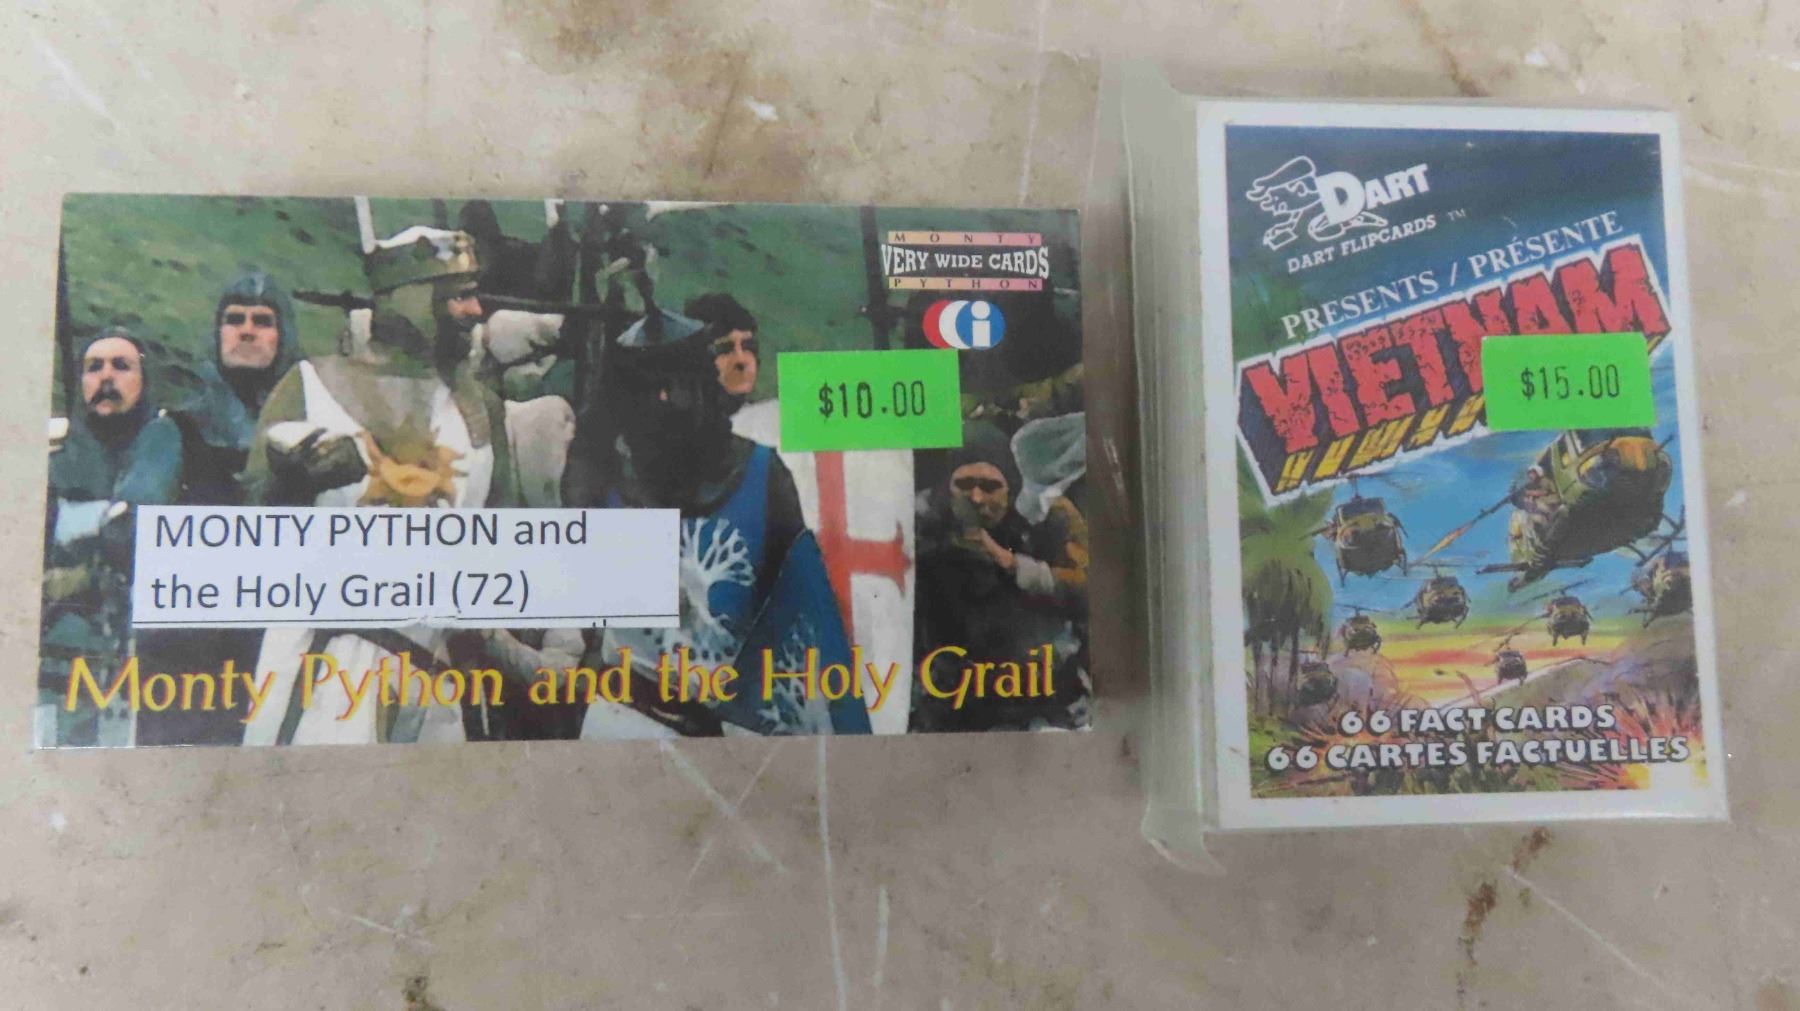 MONTY
VERY WIDE CARDS
PYTHON
$10.00
MONTY PYTHON and
the Holy Grail (72)
Monty Python and the Holy Grail
DART
DART FLIPCARDS ™
PRESENTS / PRÉSENTE
VIETNAM
$15.00
66 FACT CARDS
66 CARTES FACTUELLES